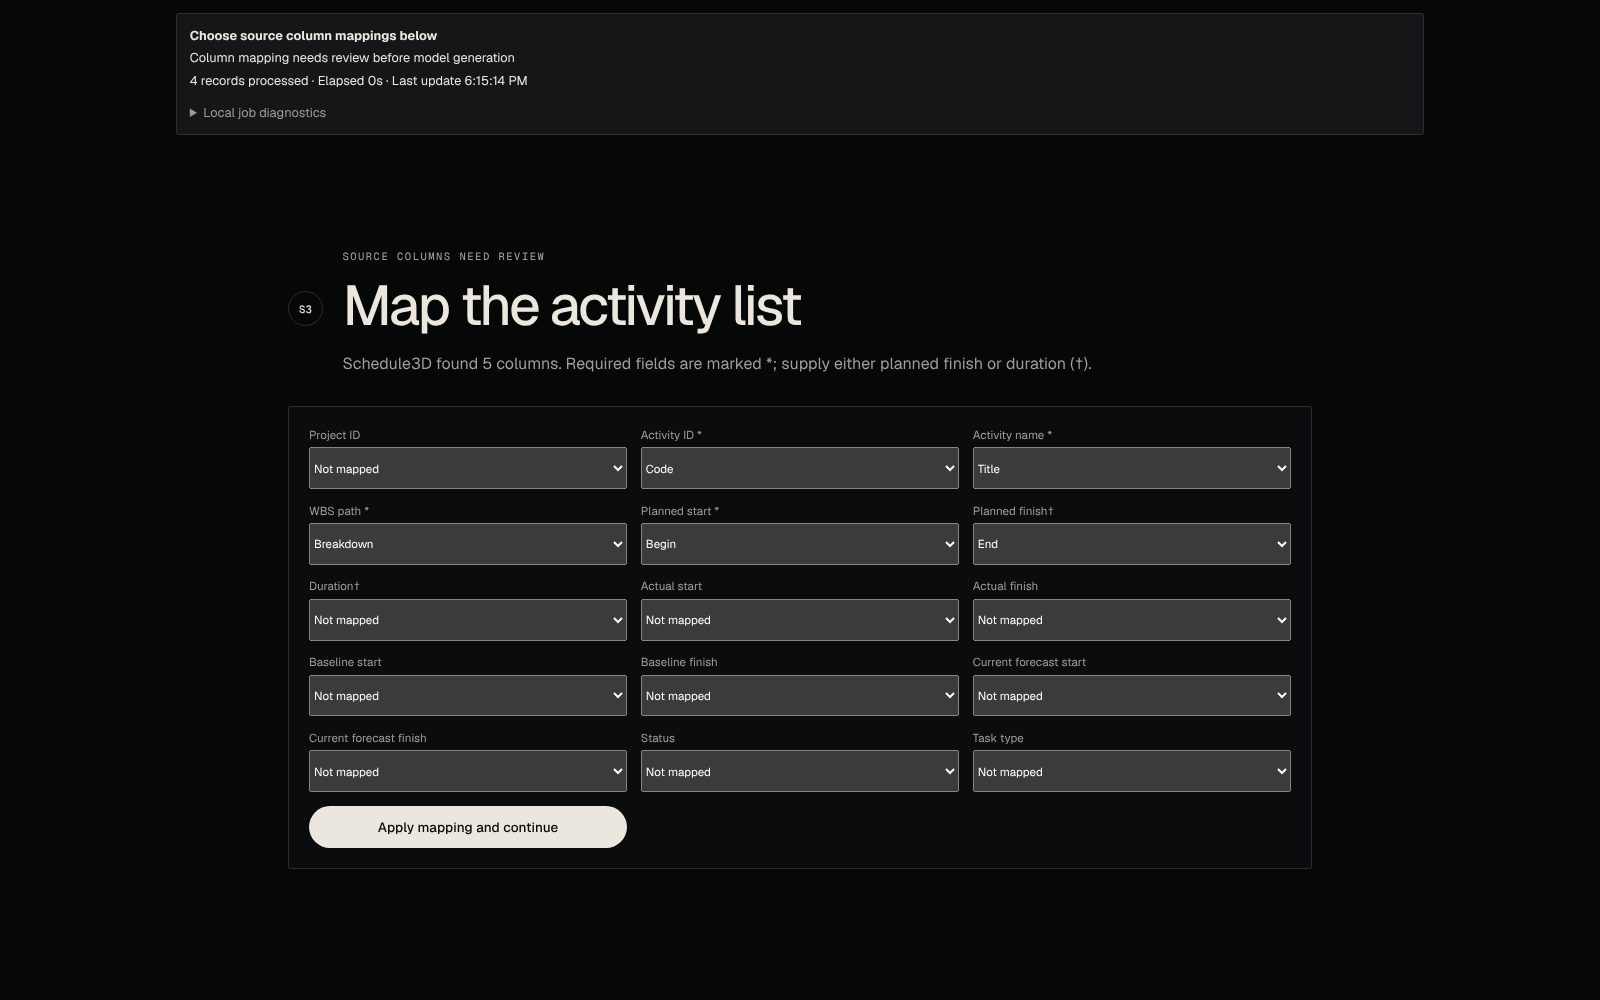 Choose source column mappings below
Column mapping needs review before model generation
4 records processed · Elapsed 0s · Last update 6:15:14 PM
▶ Local job diagnostics
SOURCE COLUMNS NEED REVIEW
S3
Map the activity list
Schedule3D found 5 columns. Required fields are marked *; supply either planned finish or duration (†).
Project ID
Not mapped
Activity ID *
Code
Activity name *
Title
WBS path *
Breakdown
Planned start *
Begin
Planned finish†
End
Duration†
Not mapped
Actual start
Not mapped
Actual finish
Not mapped
Baseline start
Not mapped
Baseline finish
Not mapped
Current forecast start
Not mapped
Current forecast finish
Not mapped
Status
Not mapped
Task type
Not mapped
Apply mapping and continue